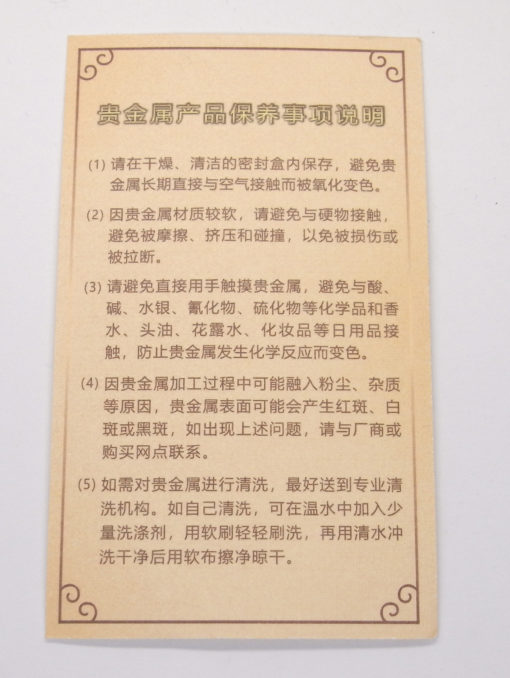 贵金属产品保养事项说明
(1) 请在干燥、清洁的密封盒内保存，避免贵
金属长期直接与空气接触而被氧化变色。
(2) 因贵金属材质较软，请避免与硬物接触，
避免被摩擦、挤压和碰撞，以免被损伤或
被拉断。
(3) 请避免直接用手触摸贵金属，避免与酸、
碱、水银、氰化物、硫化物等化学品和香
水、头油、花露水、化妆品等日用品接
触，防止贵金属发生化学反应而变色。
(4) 因贵金属加工过程中可能融入粉尘、杂质
等原因，贵金属表面可能会产生红斑、白
斑或黑斑，如出现上述问题，请与厂商或
购买网点联系。
(5) 如需对贵金属进行清洗，最好送到专业清
洗机构。如自己清洗，可在温水中加入少
量洗涤剂，用软刷轻轻刷洗，再用清水冲
洗干净后用软布擦净晾干。